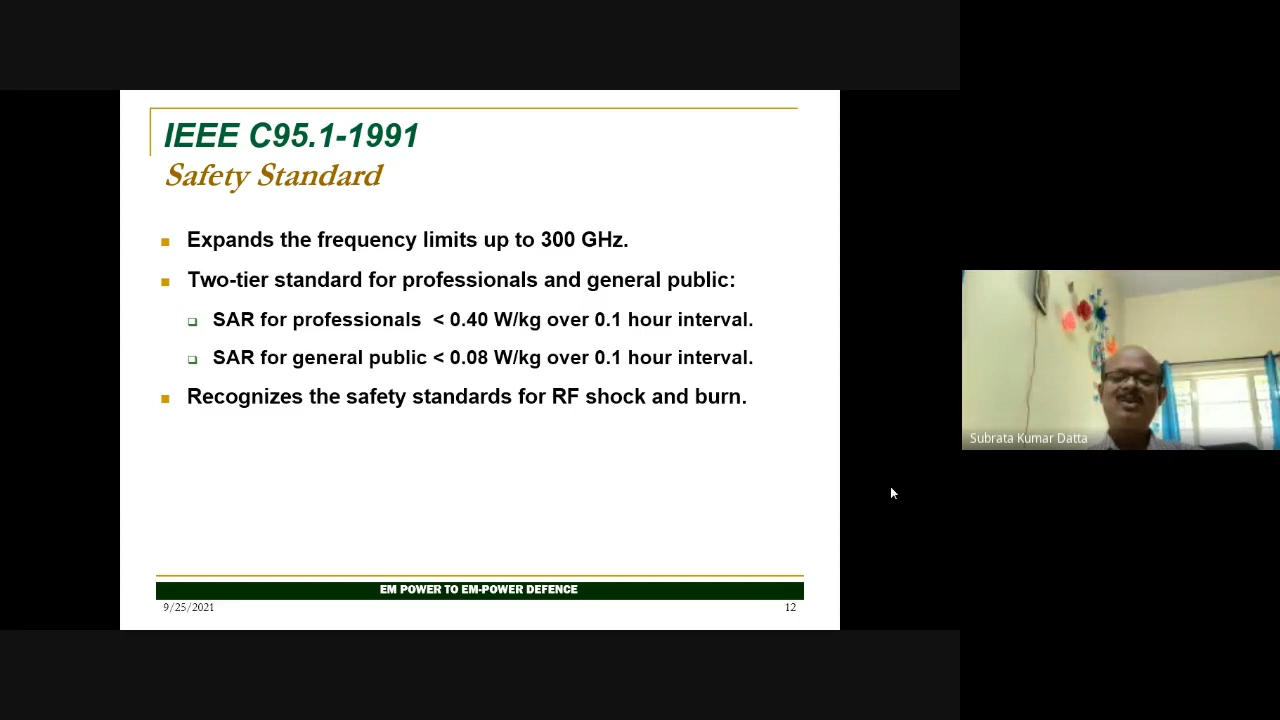 IEEE C95.1-1991
Safety Standard
Expands the frequency limits up to 300 GHz.
Two-tier standard for professionals and general public:
SAR for professionals < 0.40 W/kg over 0.1 hour interval.
SAR for general public < 0.08 W/kg over 0.1 hour interval.
Recognizes the safety standards for RF shock and burn.
EM POWER TO EM-POWER DEFENCE
9/25/2021
12
Subrata Kumar Datta